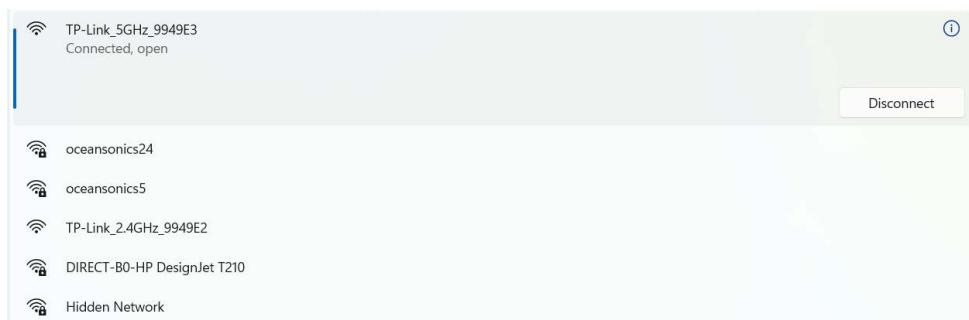 TP-Link_5GHz_9949E3
Connected, open
Disconnect
oceansonics24
oceansonics5
TP-Link_2.4GHz_9949E2
DIRECT-B0-HP DesignJet T210
Hidden Network